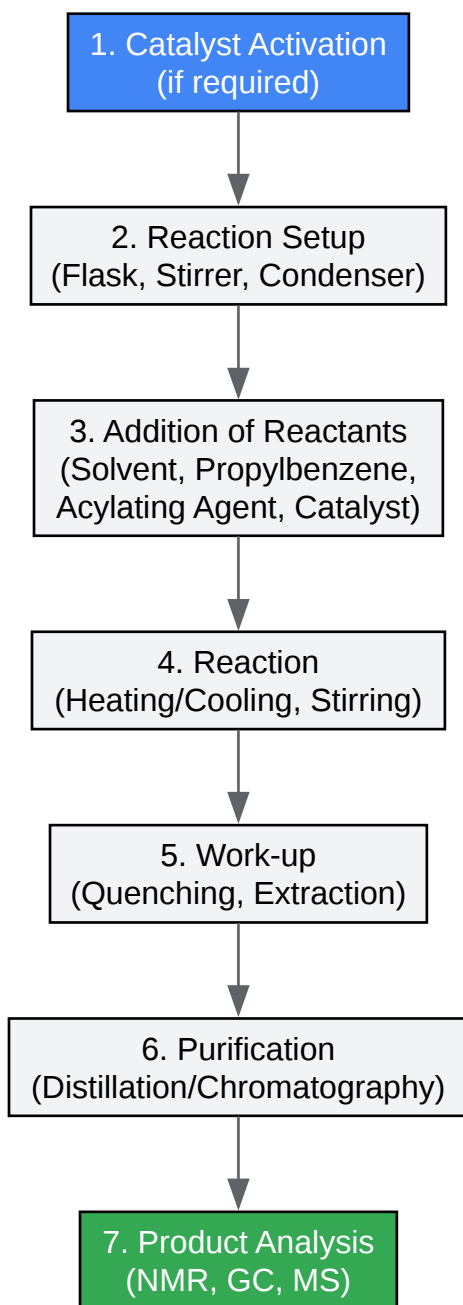 1. Catalyst Activation
(if required)
2. Reaction Setup
(Flask, Stirrer, Condenser)
3. Addition of Reactants
(Solvent, Propylbenzene,
Acylating Agent, Catalyst)
4. Reaction
(Heating/Cooling, Stirring)
5. Work-up
(Quenching, Extraction)
6. Purification
(Distillation/Chromatography)
7. Product Analysis
(NMR, GC, MS)